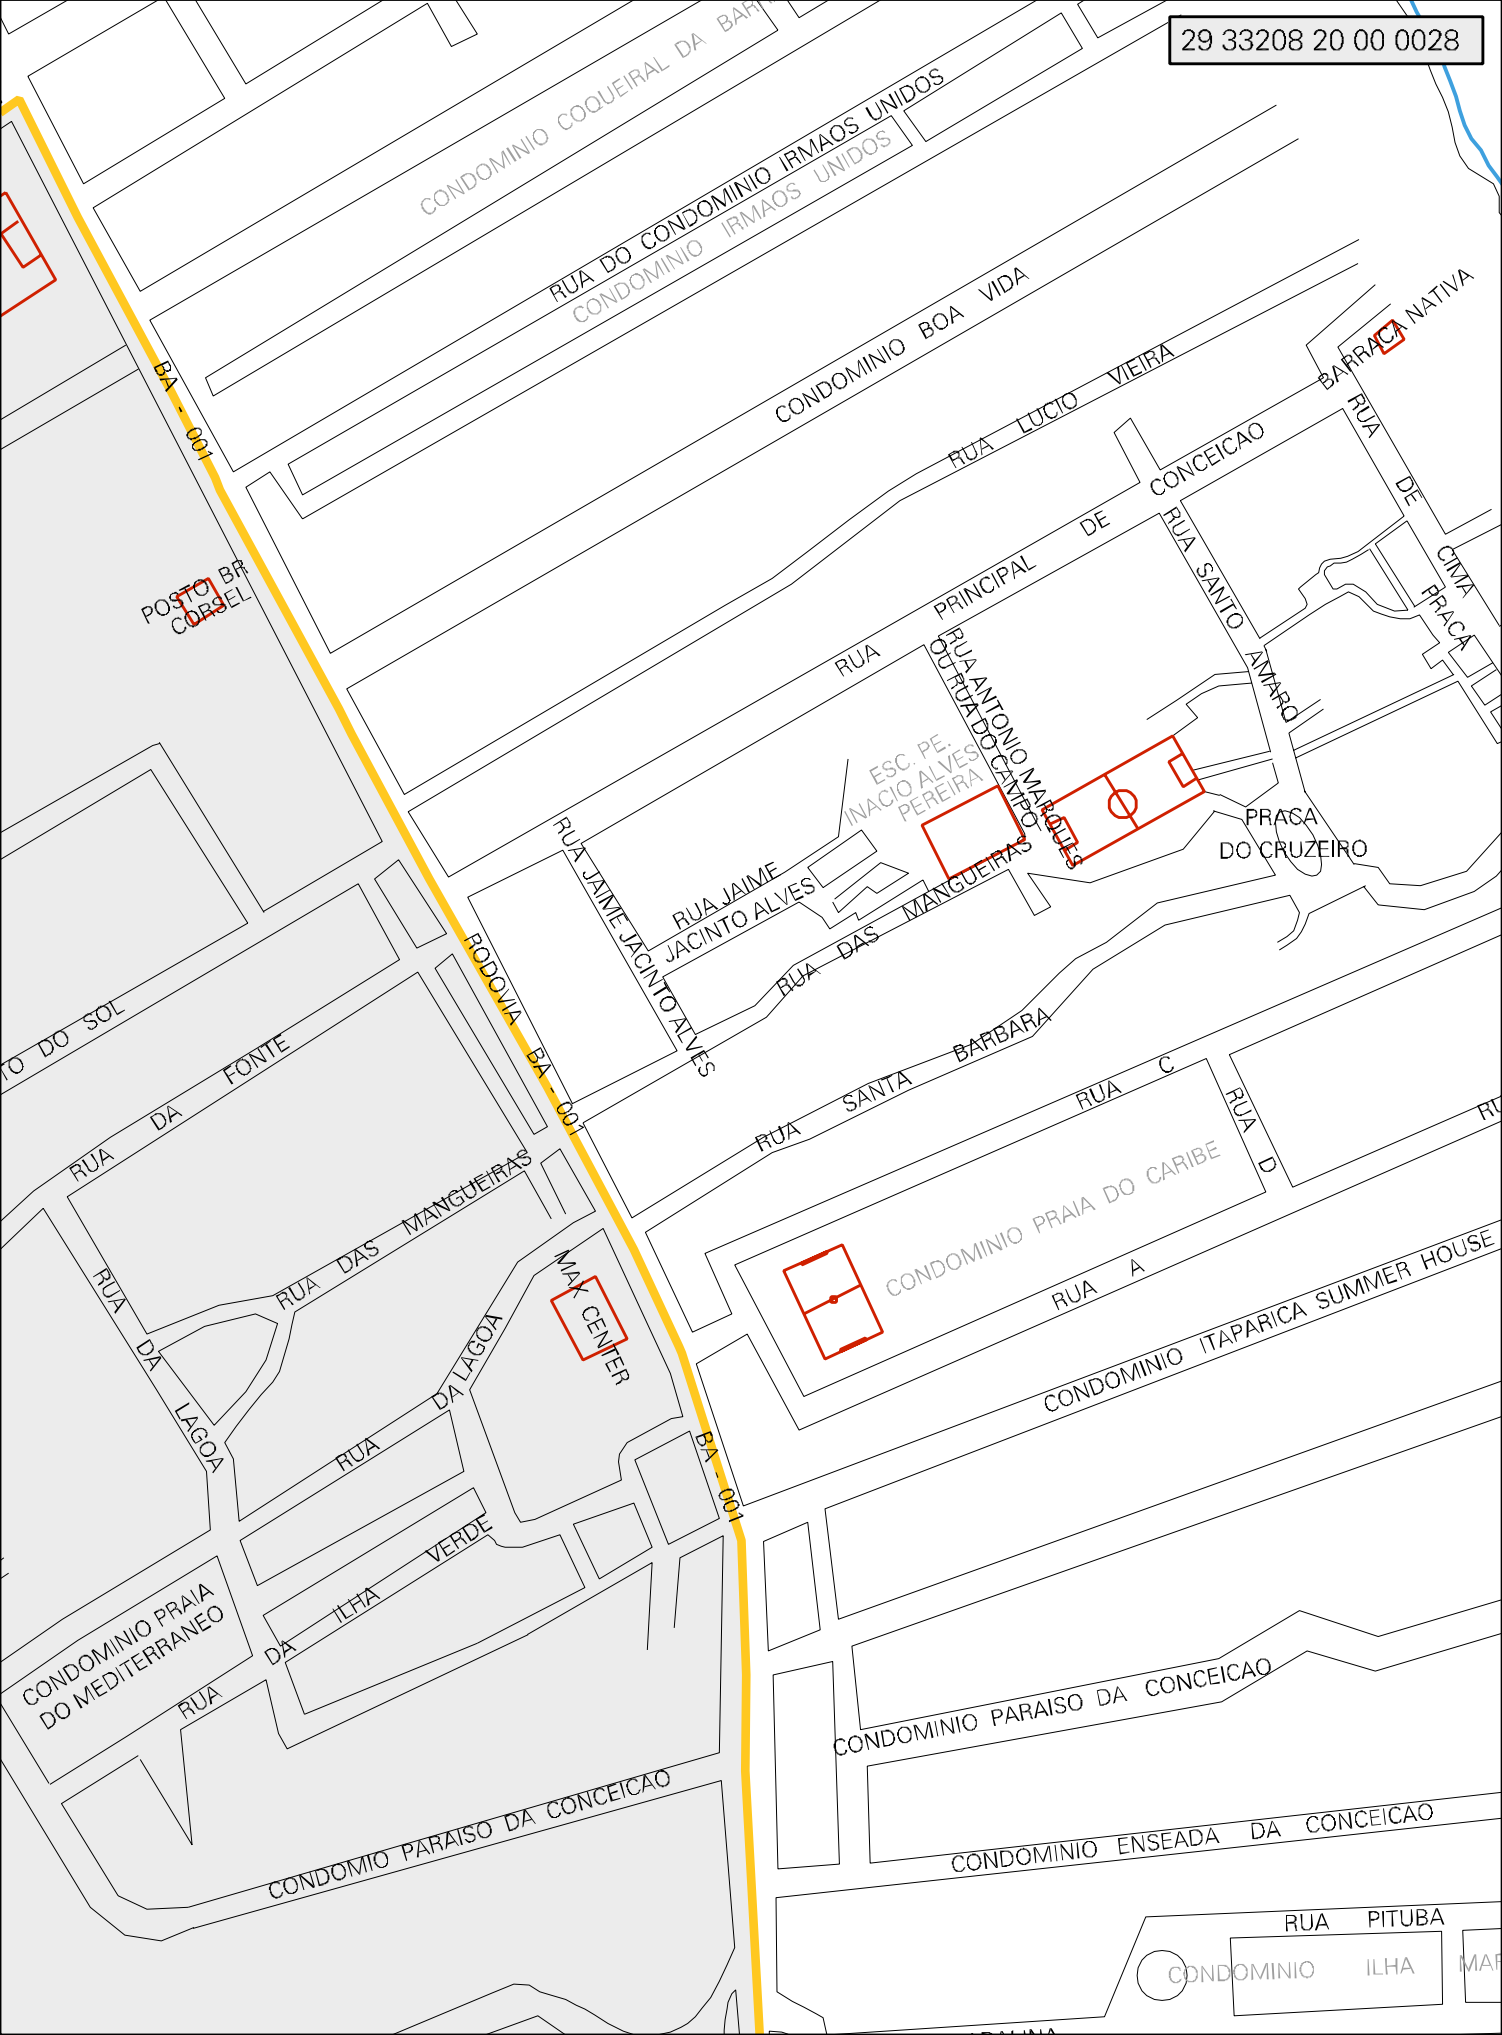 29 33208 20 00 0028
CONDOMINIO COQUEIRAL DA
RUA DO CONDOMINIO IRMAOS UNIDOS
CONDOMINIO IRMAOS UNIDOS
CONDOMINIO BOA VIDA
RUA LUCIO VIEIRA
BARRACA NATIVA
BA - 001
RUA DE CIMA
RUA PRINCIPAL DE CONCEICAO
POSTO BR
CORSEL
RUA SANTO AMARO
PRACA
RUA ANTONIO MARQUES
OU RUA DO CAMPO
ESC. PE.
INACIO ALVES
PEREIRA
PRACA
DO CRUZEIRO
RUA JAIME JACINTO ALVES
RUA JAIME
JACINTO ALVES
RUA DAS MANGUEIRAS
RODOVIA BA - 001
DO SOL
RUA DA FONTE
RUA SANTA BARBARA
RUA C
RUA D
CONDOMINIO PRAIA DO CARIBE
RUA DAS MANGUEIRAS
RUA A
RUA DA LAGOA
MAX CENTER
CONDOMINIO ITAPARICA SUMMER HOUSE
RUA DA LAGOA
BA - 001
RUA DA ILHA VERDE
CONDOMINIO PRAIA
DO MEDITERRANEO
CONDOMINIO PARAISO DA CONCEICAO
CONDOMIO PARAISO DA CONCEICAO
CONDOMINIO ENSEADA DA CONCEICAO
RUA PITUBA
CONDOMINIO ILHA